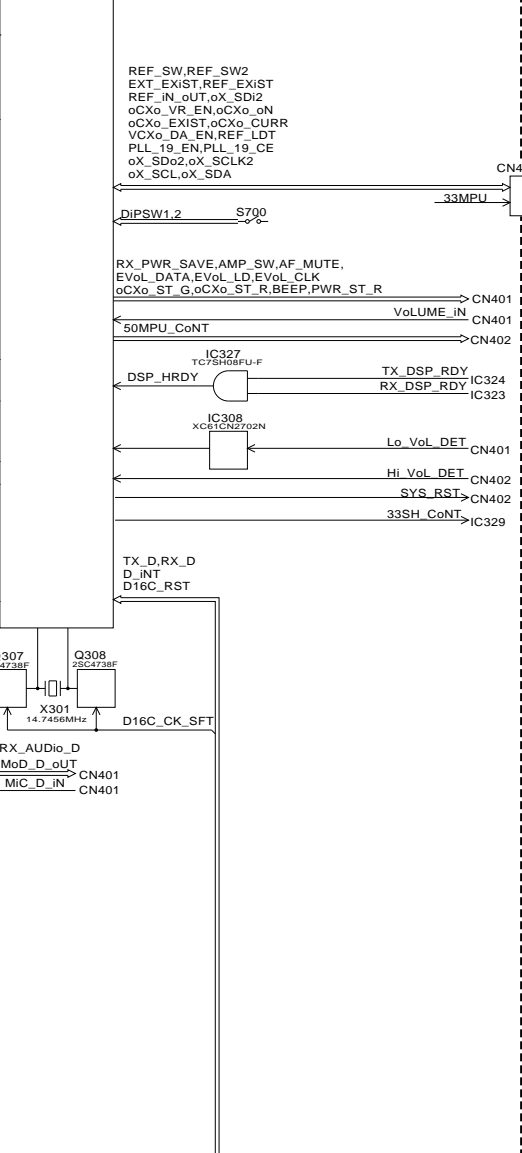 REF_SW,REF_SW2
EXT_EXiST,REF_EXiST
REF_iN_oUT,oX_SDi2
oCXo_VR_EN,oCXo_oN
oCXo_EXIST,oCXo_CURR
VCXo_DA_EN,REF_LDT
PLL_19_EN,PLL_19_CE
oX_SDo2,oX_SCLK2
oX_SCL,oX_SDA
CN4
33MPU
DiPSW1,2
S700
RX_PWR_SAVE,AMP_SW,AF_MUTE,
EVoL_DATA,EVoL_LD,EVoL_CLK
oCXo_ST_G,oCXo_ST_R,BEEP,PWR_ST_R
CN401
VoLUME_iN
CN401
50MPU_CoNT
CN402
IC327
TC7SH08FU-F
DSP_HRDY
TX_DSP_RDY
IC324
RX_DSP_RDY
IC323
IC308
XC61CN2702N
Lo_VoL_DET
CN401
Hi_VoL_DET
CN402
SYS_RST
CN402
33SH_CoNT
IC329
TX_D,RX_D
D_iNT
D16C_RST
307
Q308
4738F
2SC4738F
X301
14.7456MHz
D16C_CK_SFT
RX_AUDio_D
MoD_D_oUT
CN401
MiC_D_iN
CN401